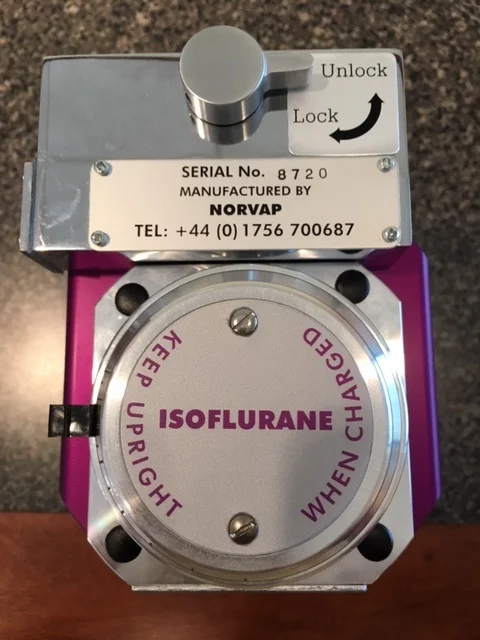 Unlock
Lock
SERIAL No. 8720
MANUFACTURED BY
NORVAP
TEL: +44 (0) 1756 700687
KEEP UPRIGHT
ISOFLURANE
WHEN CHARGED